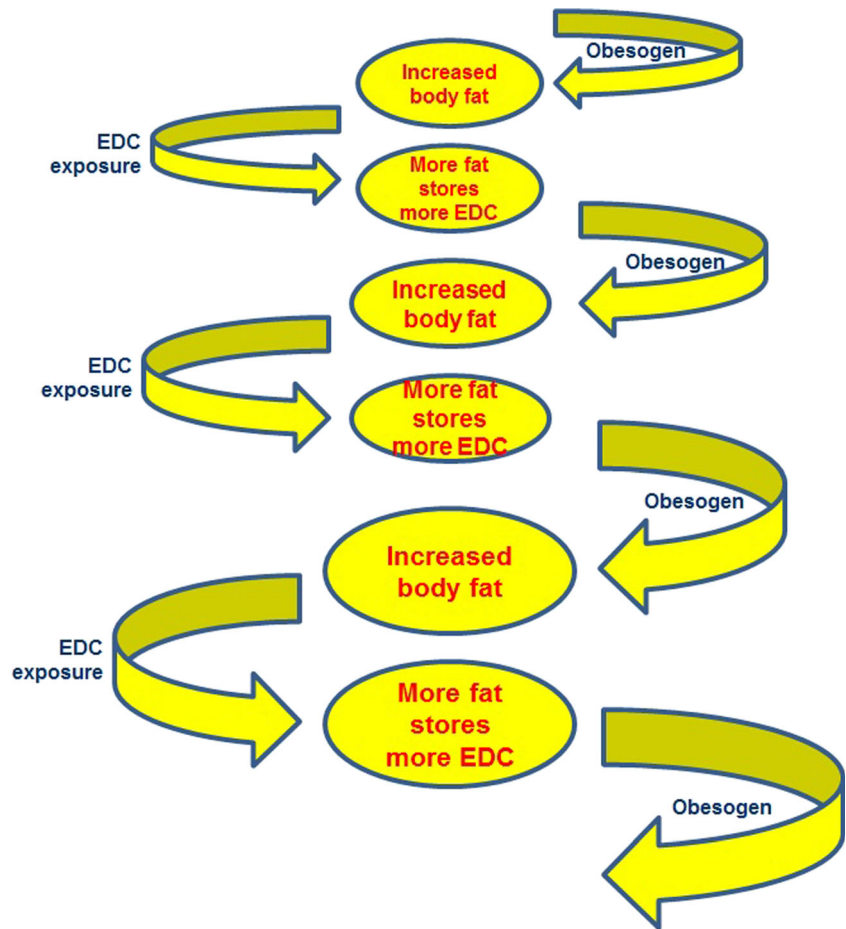 Obesogen
Increased
body fat
EDC
exposure
More fat
stores
more EDC
Obesogen
Increased
body fat
EDC
exposure
More fat
stores
more EDC
Obesogen
Increased
body fat
EDC
exposure
More fat
stores
more EDC
Obesogen